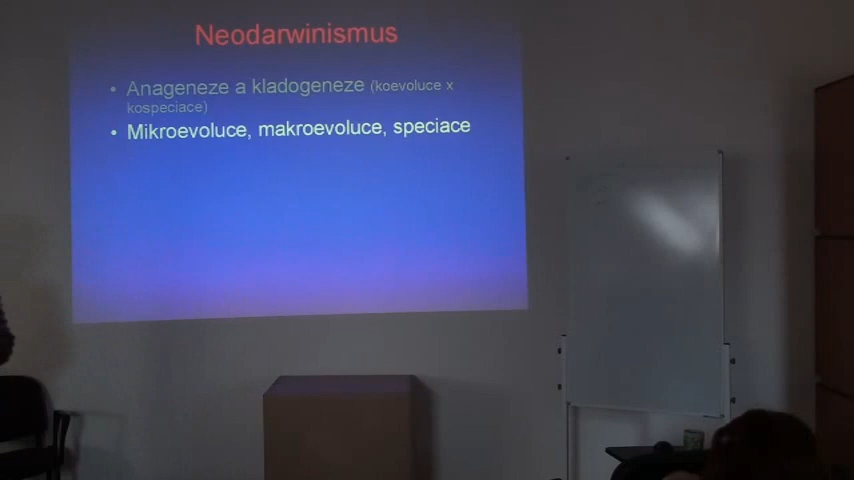 Neodarwinismus
• Anageneze a kladogeneze (koevoluce x
kospeciace)
• Mikroevoluce, makroevoluce, speciace